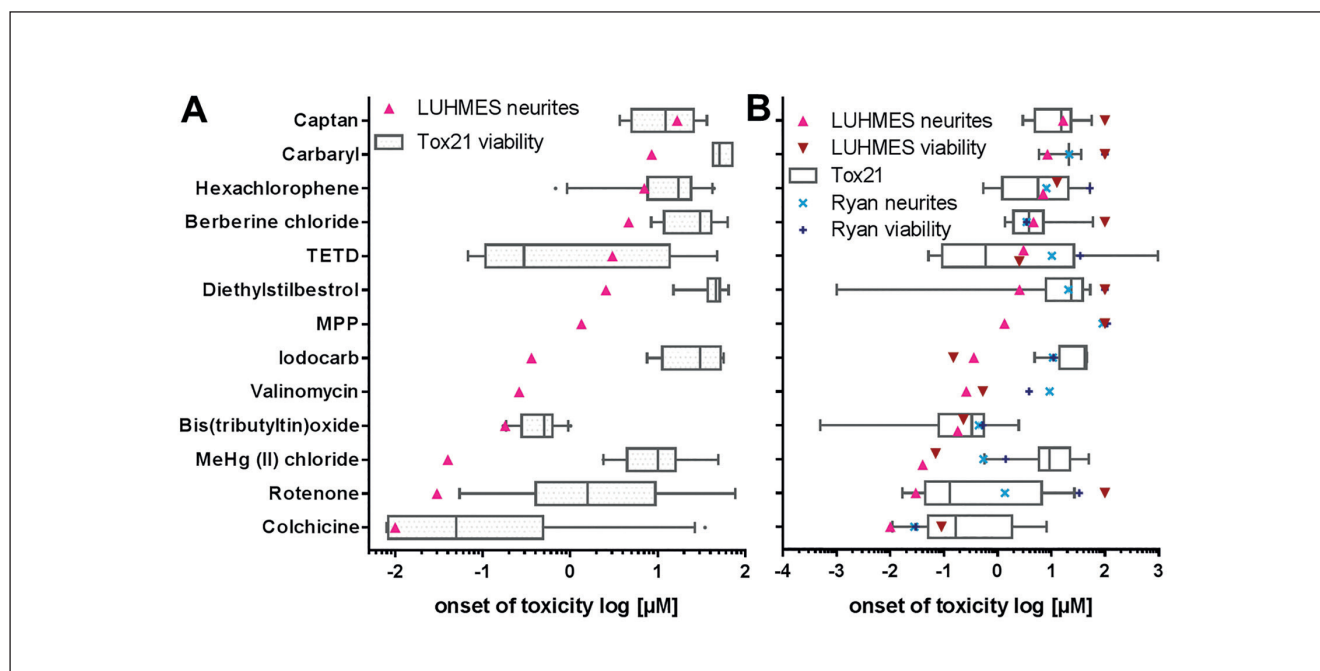 A
LUHMES neurites
Tox21 viability
B
LUHMES neurites
LUHMES viability
Tox21
Ryan neurites
Ryan viability
Captan
Carbaryl
Hexachlorophene
Berberine chloride
TETD
Diethylstilbestrol
MPP
Iodocarb
Valinomycin
Bis(tributyltin)oxide
MeHg (II) chloride
Rotenone
Colchicine
-2 -1 0 1 2
onset of toxicity log [µM]
-4 -3 -2 -1 0 1 2 3
onset of toxicity log [µM]